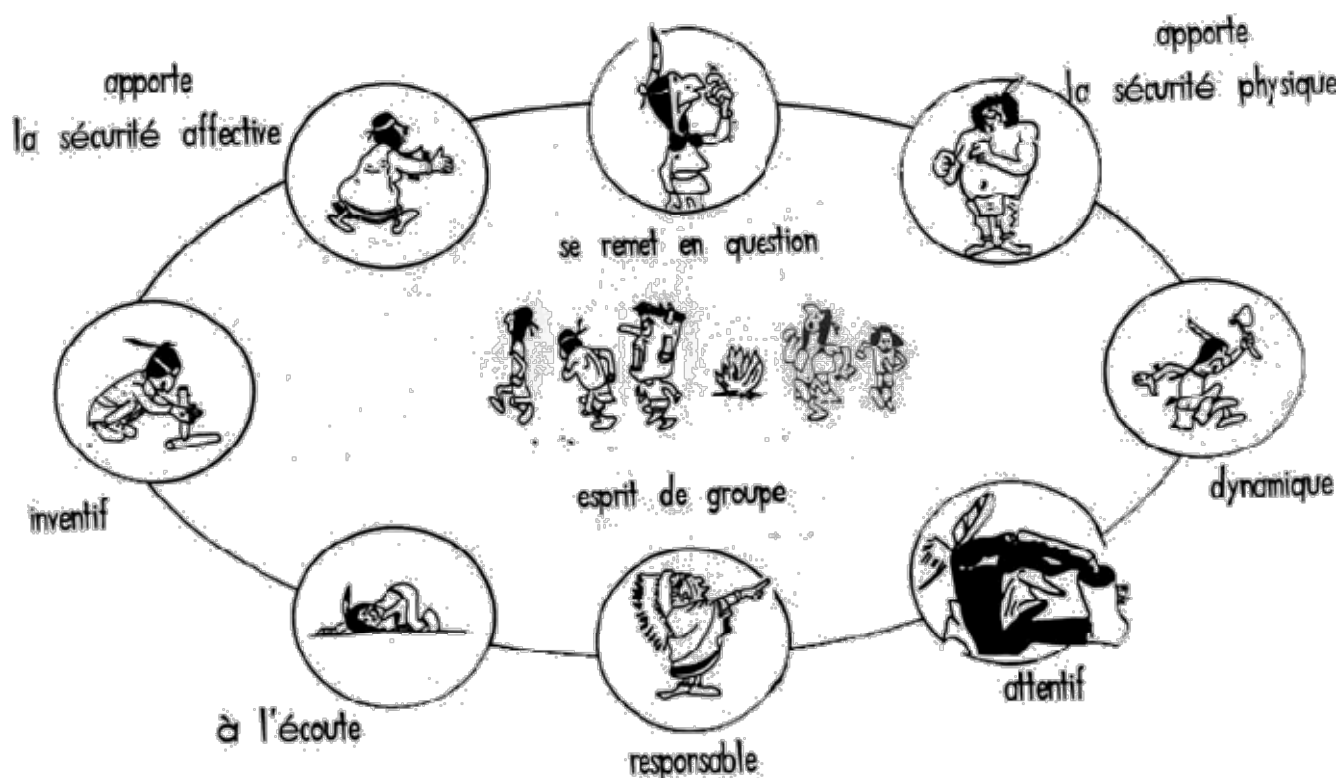 apporte
la sécurité affective
apporte
la sécurité physique
se remet en question
inventif
esprit de groupe
dynamique
à l'écoute
responsable
attentif